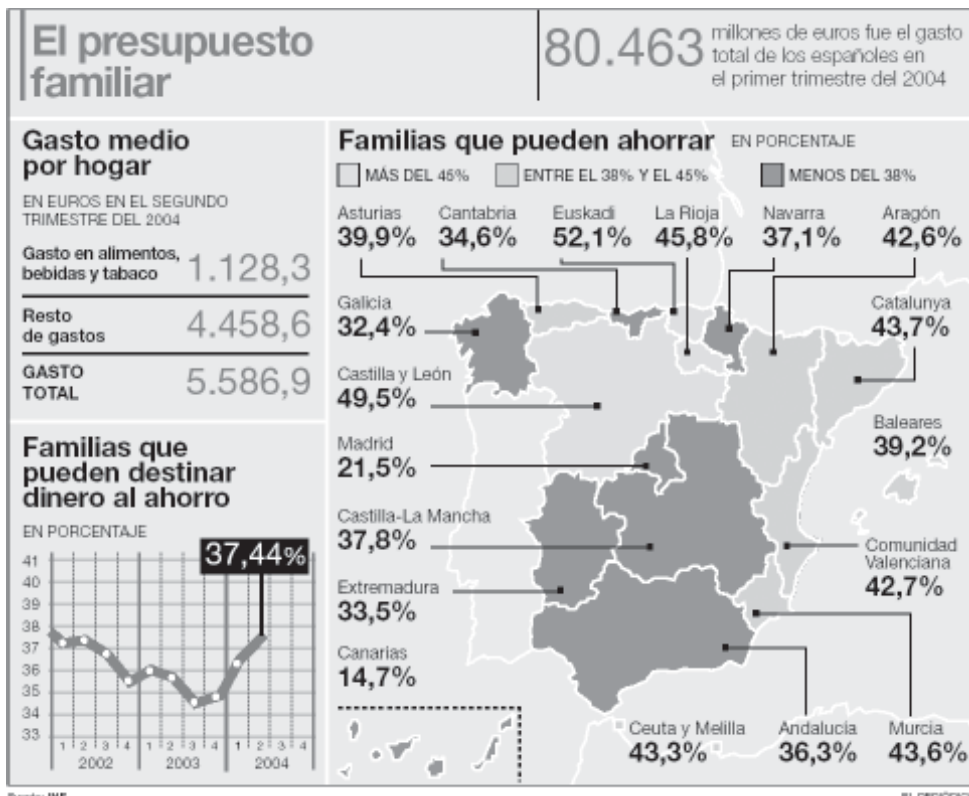 El presupuesto
familiar
80.463
millones de euros fue el gasto
total de los españoles en
el primer trimestre del 2004
Gasto medio
por hogar
EN EUROS EN EL SEGUNDO
TRIMESTRE DEL 2004
Gasto en alimentos,
bebidas y tabaco 1.128,3
Resto
de gastos 4.458,6
GASTO
TOTAL 5.586,9
Familias que
pueden destinar
dinero al ahorro
EN PORCENTAJE
37,44%
41
40
39
38
37
36
35
34
33
1 2 3 4 1 2 3 4 1 2 3 4
2002 2003 2004
Familias que pueden ahorrar EN PORCENTAJE
MÁS DEL 45% ENTRE EL 38% Y EL 45% MENOS DEL 38%
Asturias Cantabria Euskadi La Rioja Navarra Aragón
39,9% 34,6% 52,1% 45,8% 37,1% 42,6%
Galicia
32,4%
Catalunya
43,7%
Castilla y León
49,5%
Baleares
39,2%
Madrid
21,5%
Castilla-La Mancha
37,8%
Comunidad
Valenciana
42,7%
Extremadura
33,5%
Canarias
14,7%
Ceuta y Melilla Andalucía Murcia
43,3% 36,3% 43,6%
INE